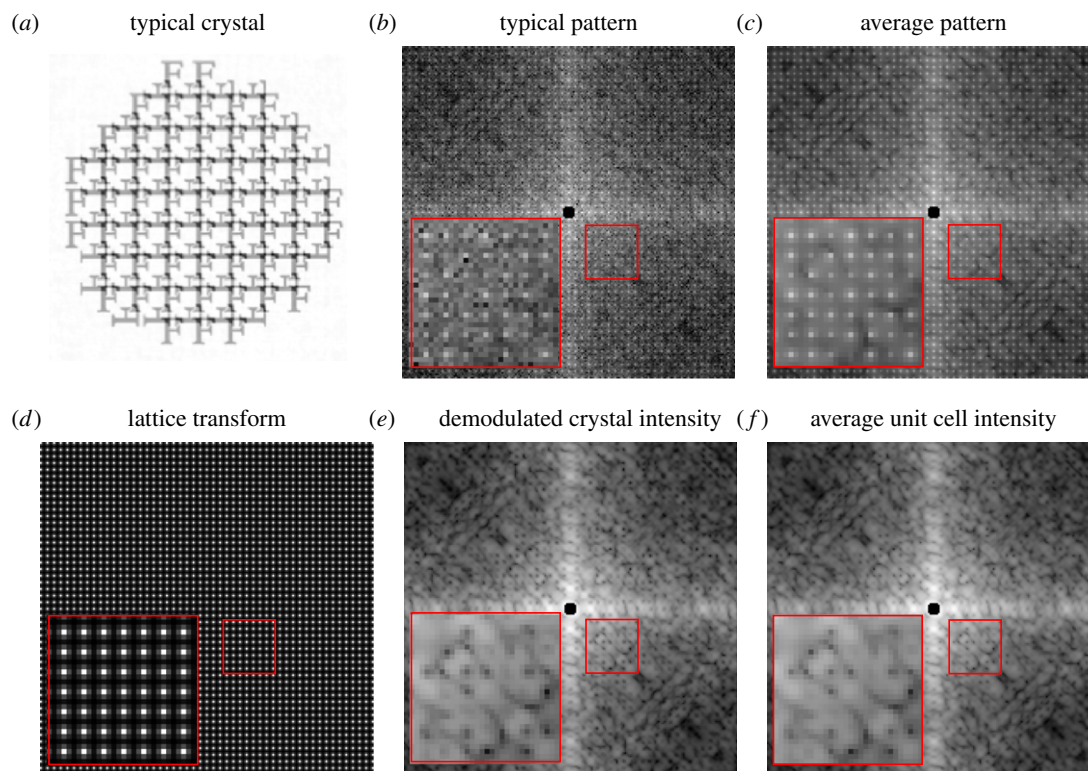 (a) typical crystal
(b) typical pattern
(c) average pattern
(d) lattice transform
(e) demodulated crystal intensity
(f) average unit cell intensity